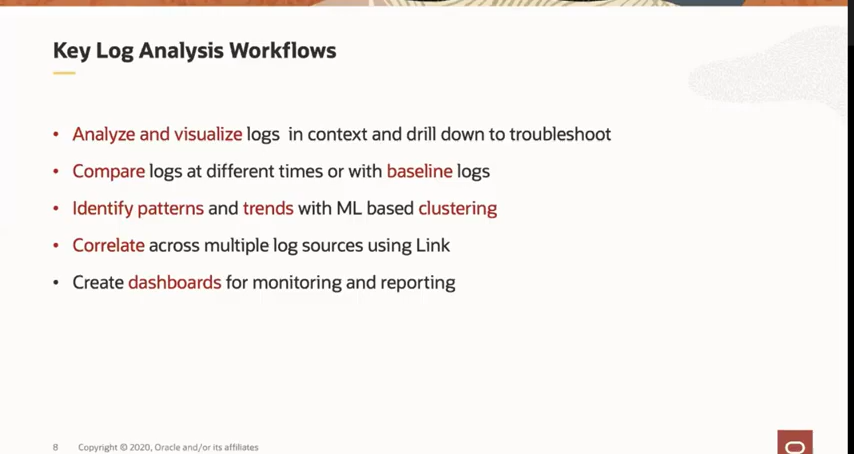 Key Log Analysis Workflows
• Analyze and visualize logs in context and drill down to troubleshoot
• Compare logs at different times or with baseline logs
• Identify patterns and trends with ML based clustering
• Correlate across multiple log sources using Link
• Create dashboards for monitoring and reporting
8 Copyright © 2020, Oracle and/or its affiliates